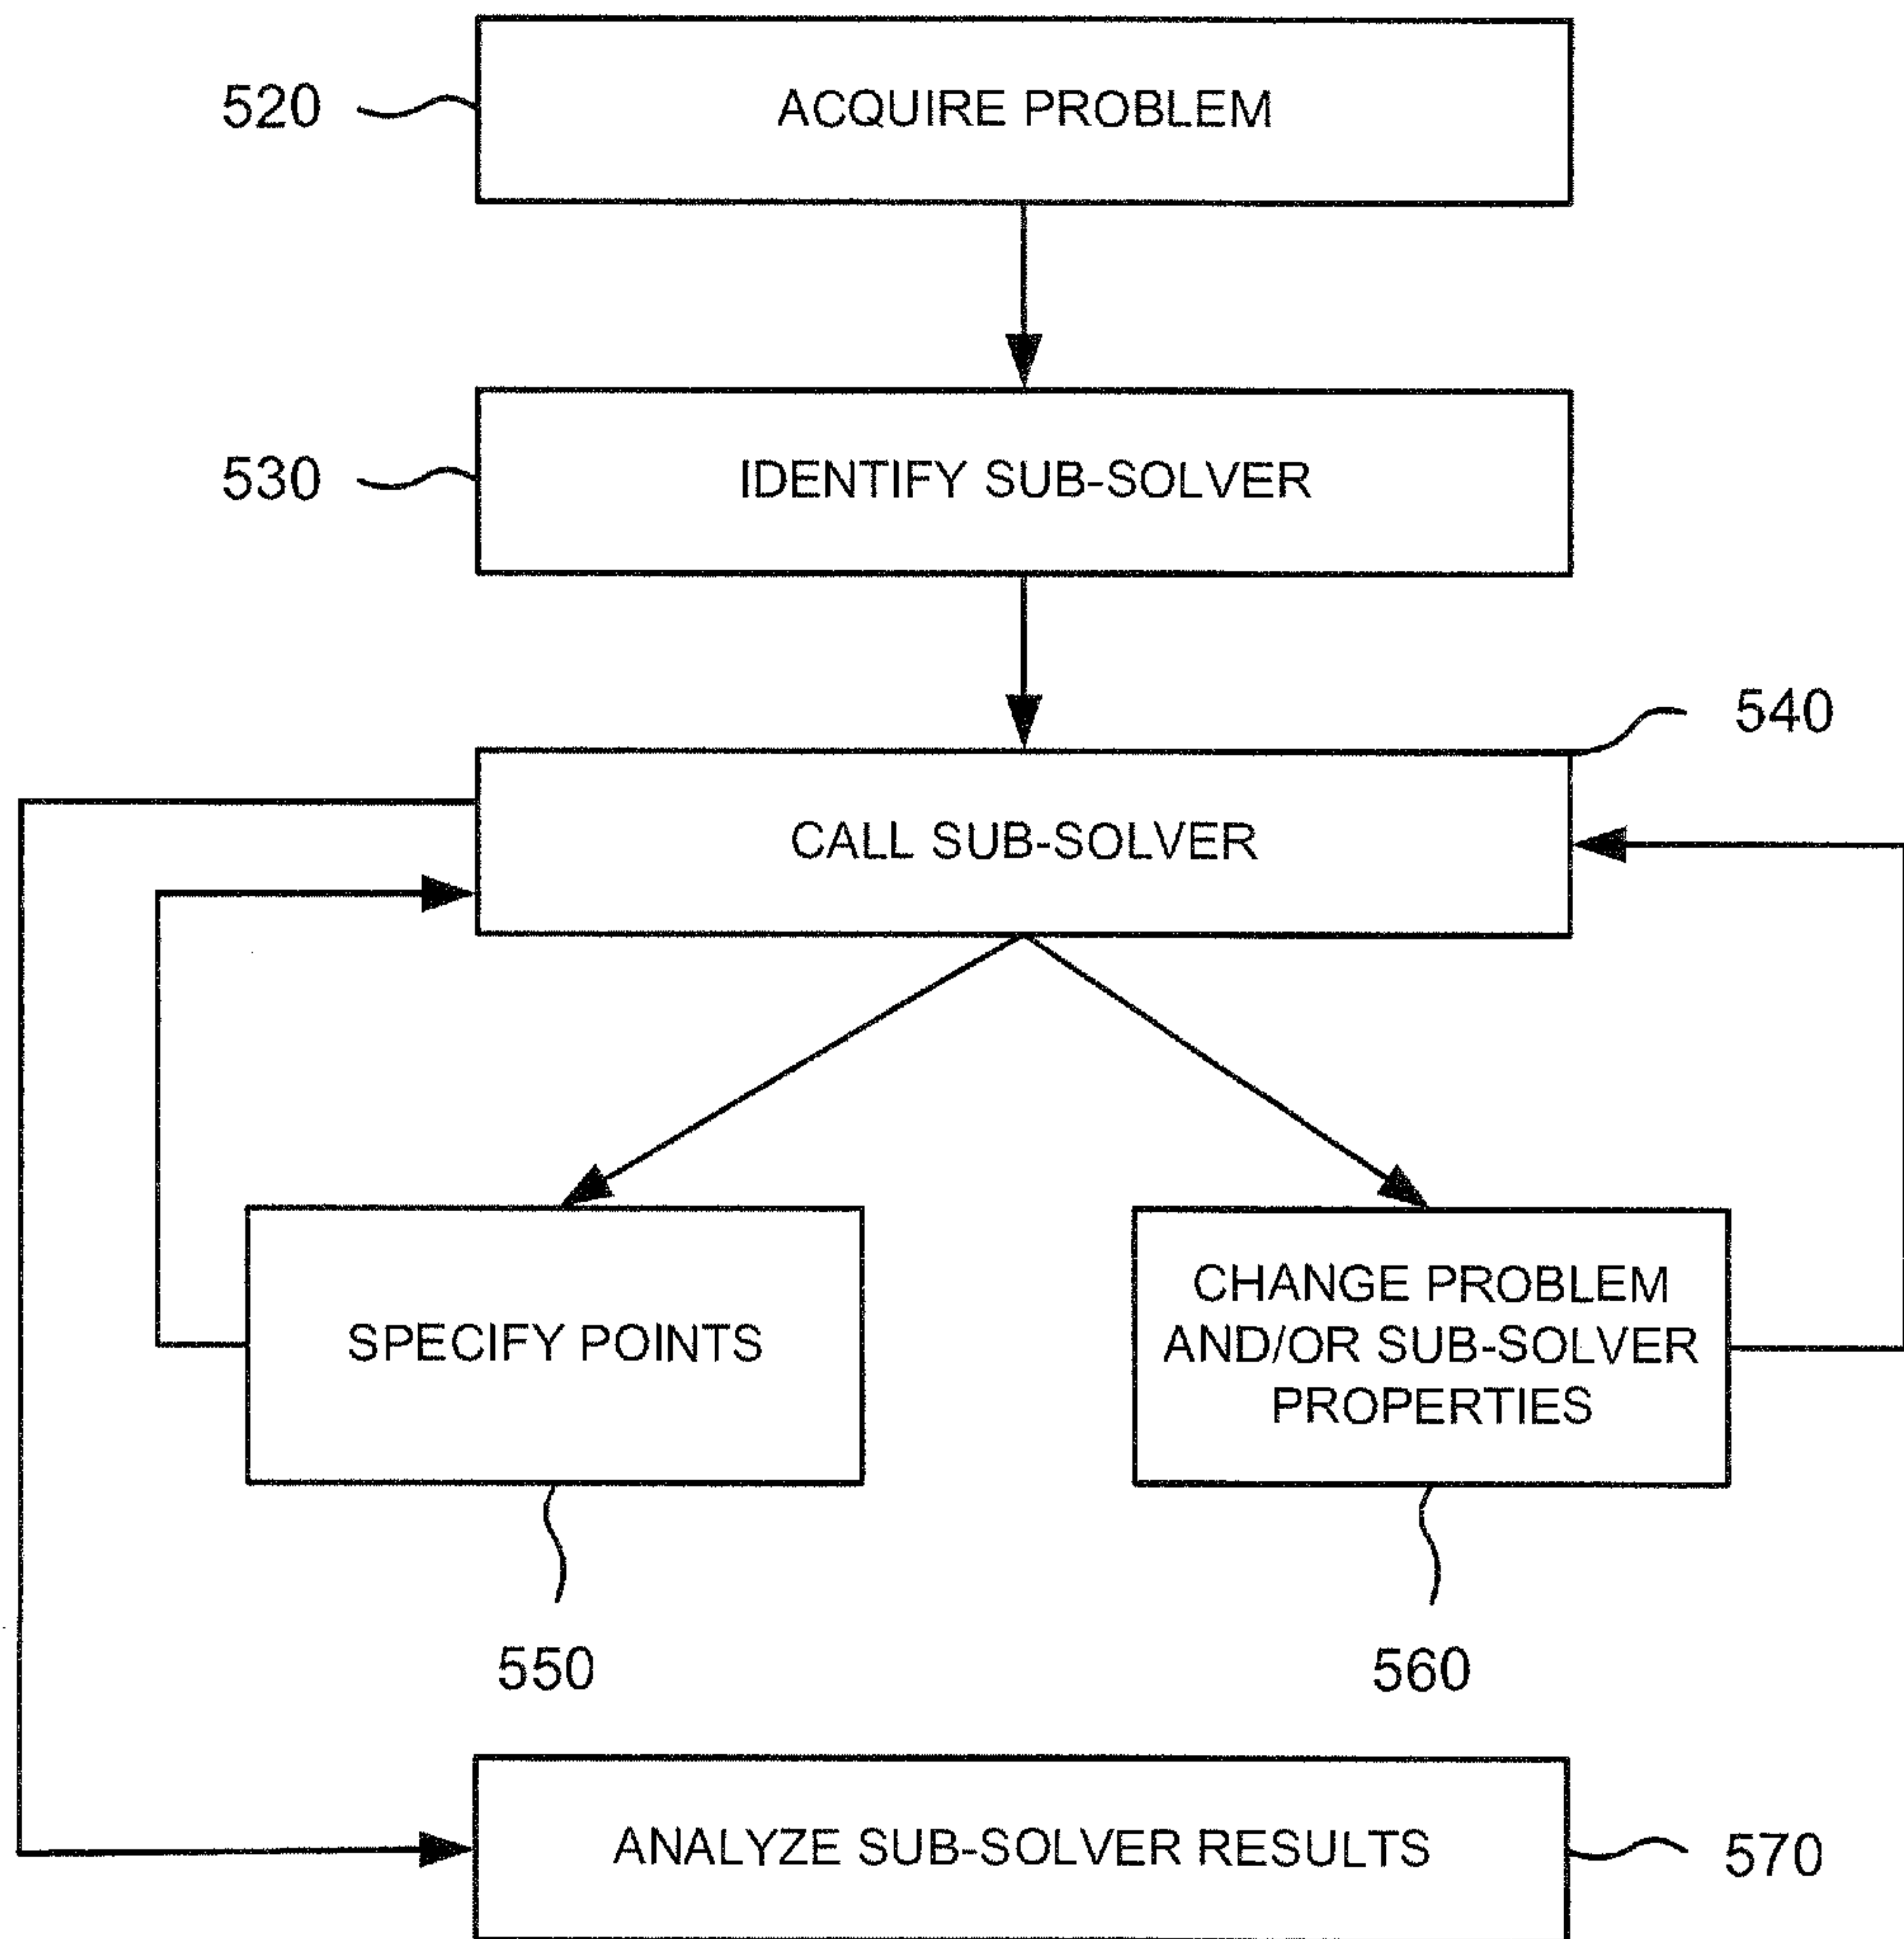 520
ACQUIRE PROBLEM
530
IDENTIFY SUB-SOLVER
540
CALL SUB-SOLVER
SPECIFY POINTS
CHANGE PROBLEM
AND/OR SUB-SOLVER
PROPERTIES
550
560
ANALYZE SUB-SOLVER RESULTS
570